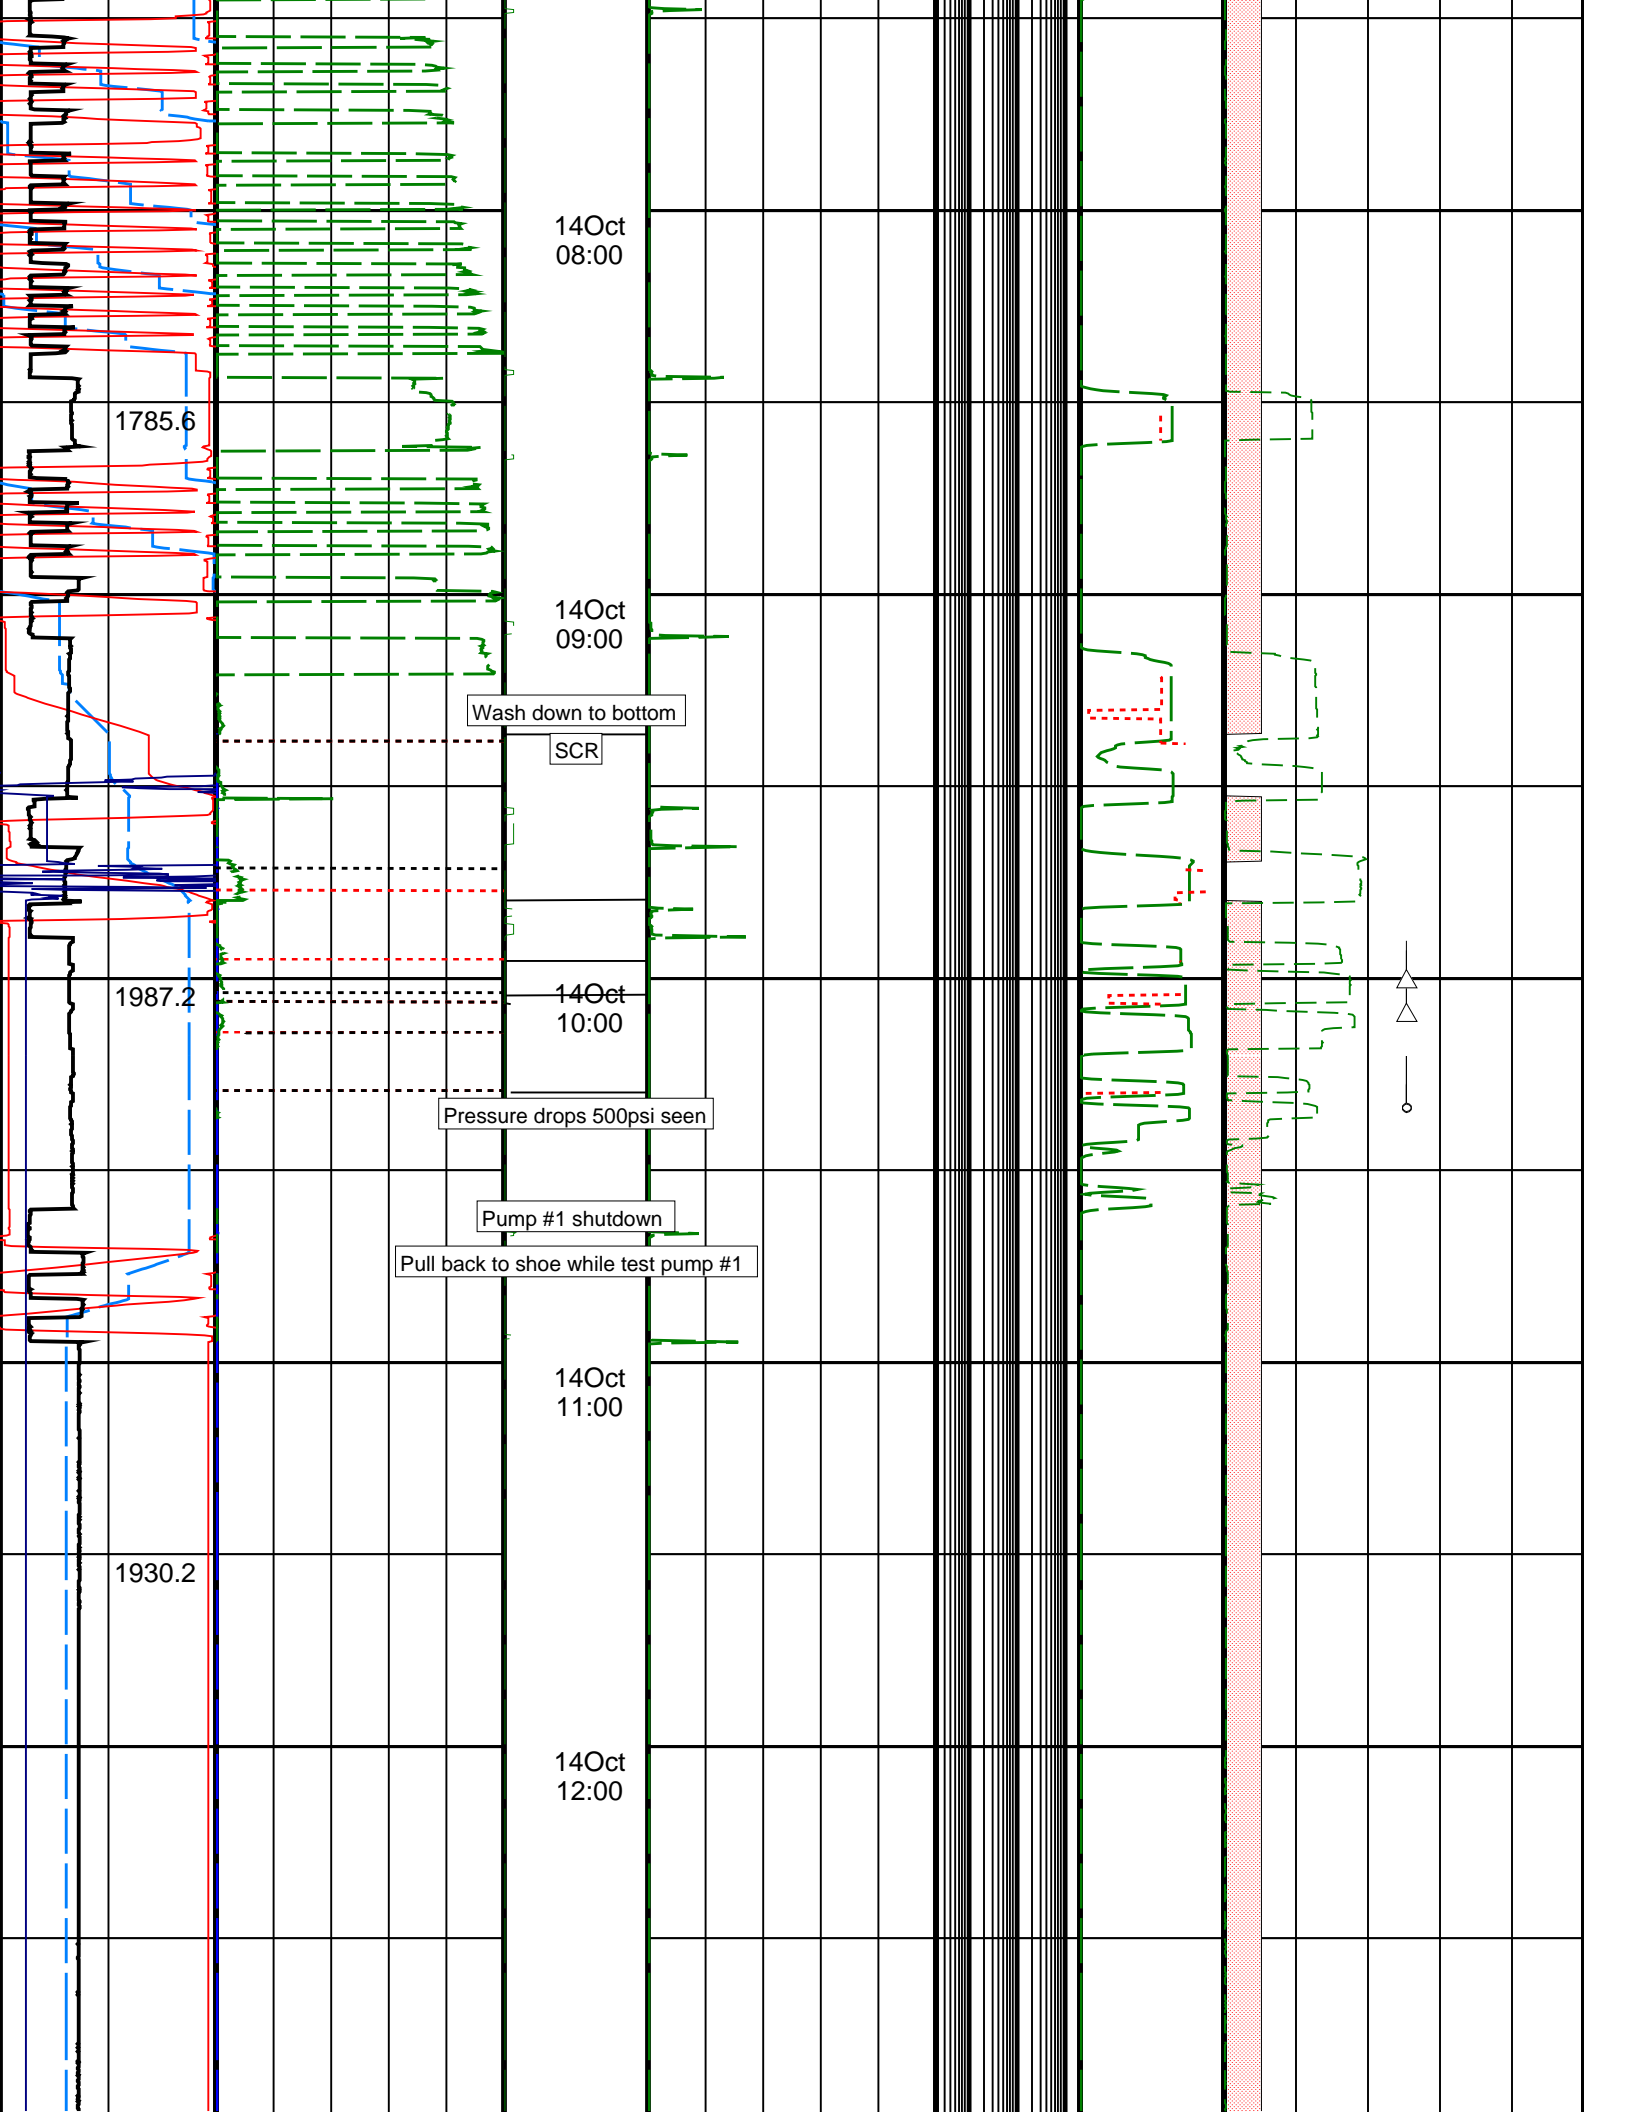 14Oct
08:00
1785.6
14Oct
09:00
Wash down to bottom
SCR
1987.2
14Oct
10:00
Pressure drops 500psi seen
Pump #1 shutdown
Pull back to shoe while test pump #1
14Oct
11:00
1930.2
14Oct
12:00